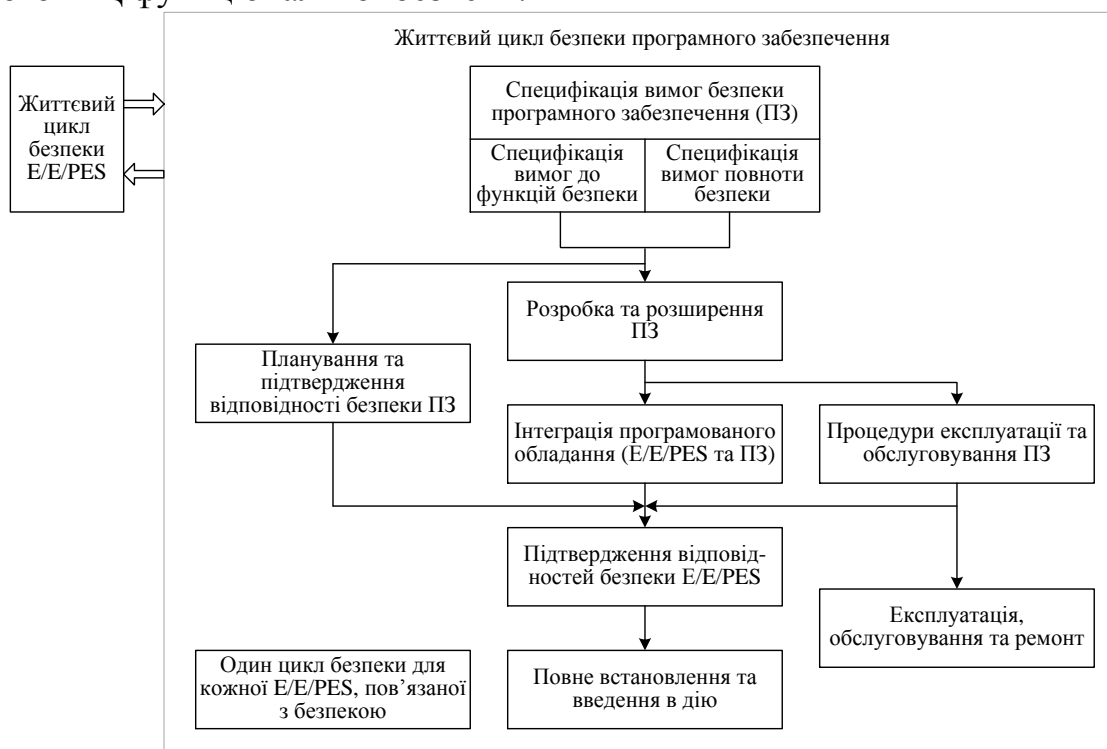 Життєвий цикл безпеки програмного забезпечення
Життєвий
цикл
безпеки
E/E/PES
Специфікація вимог безпеки
програмного забезпечення (ПЗ)
Специфікація
вимог до
функцій безпеки
Специфікація
вимог повноти
безпеки
Розробка та розширення
ПЗ
Планування та
підтвердження
відповідності безпеки ПЗ
Інтеграція програмованого
обладання (E/E/PES та ПЗ)
Процедури експлуатації та
обслуговування ПЗ
Підтвердження відповід-
ностей безпеки E/E/PES
Експлуатація,
обслуговування та ремонт
Один цикл безпеки для
кожної E/E/PES, пов’язаної
з безпекою
Повне встановлення та
введення в дію